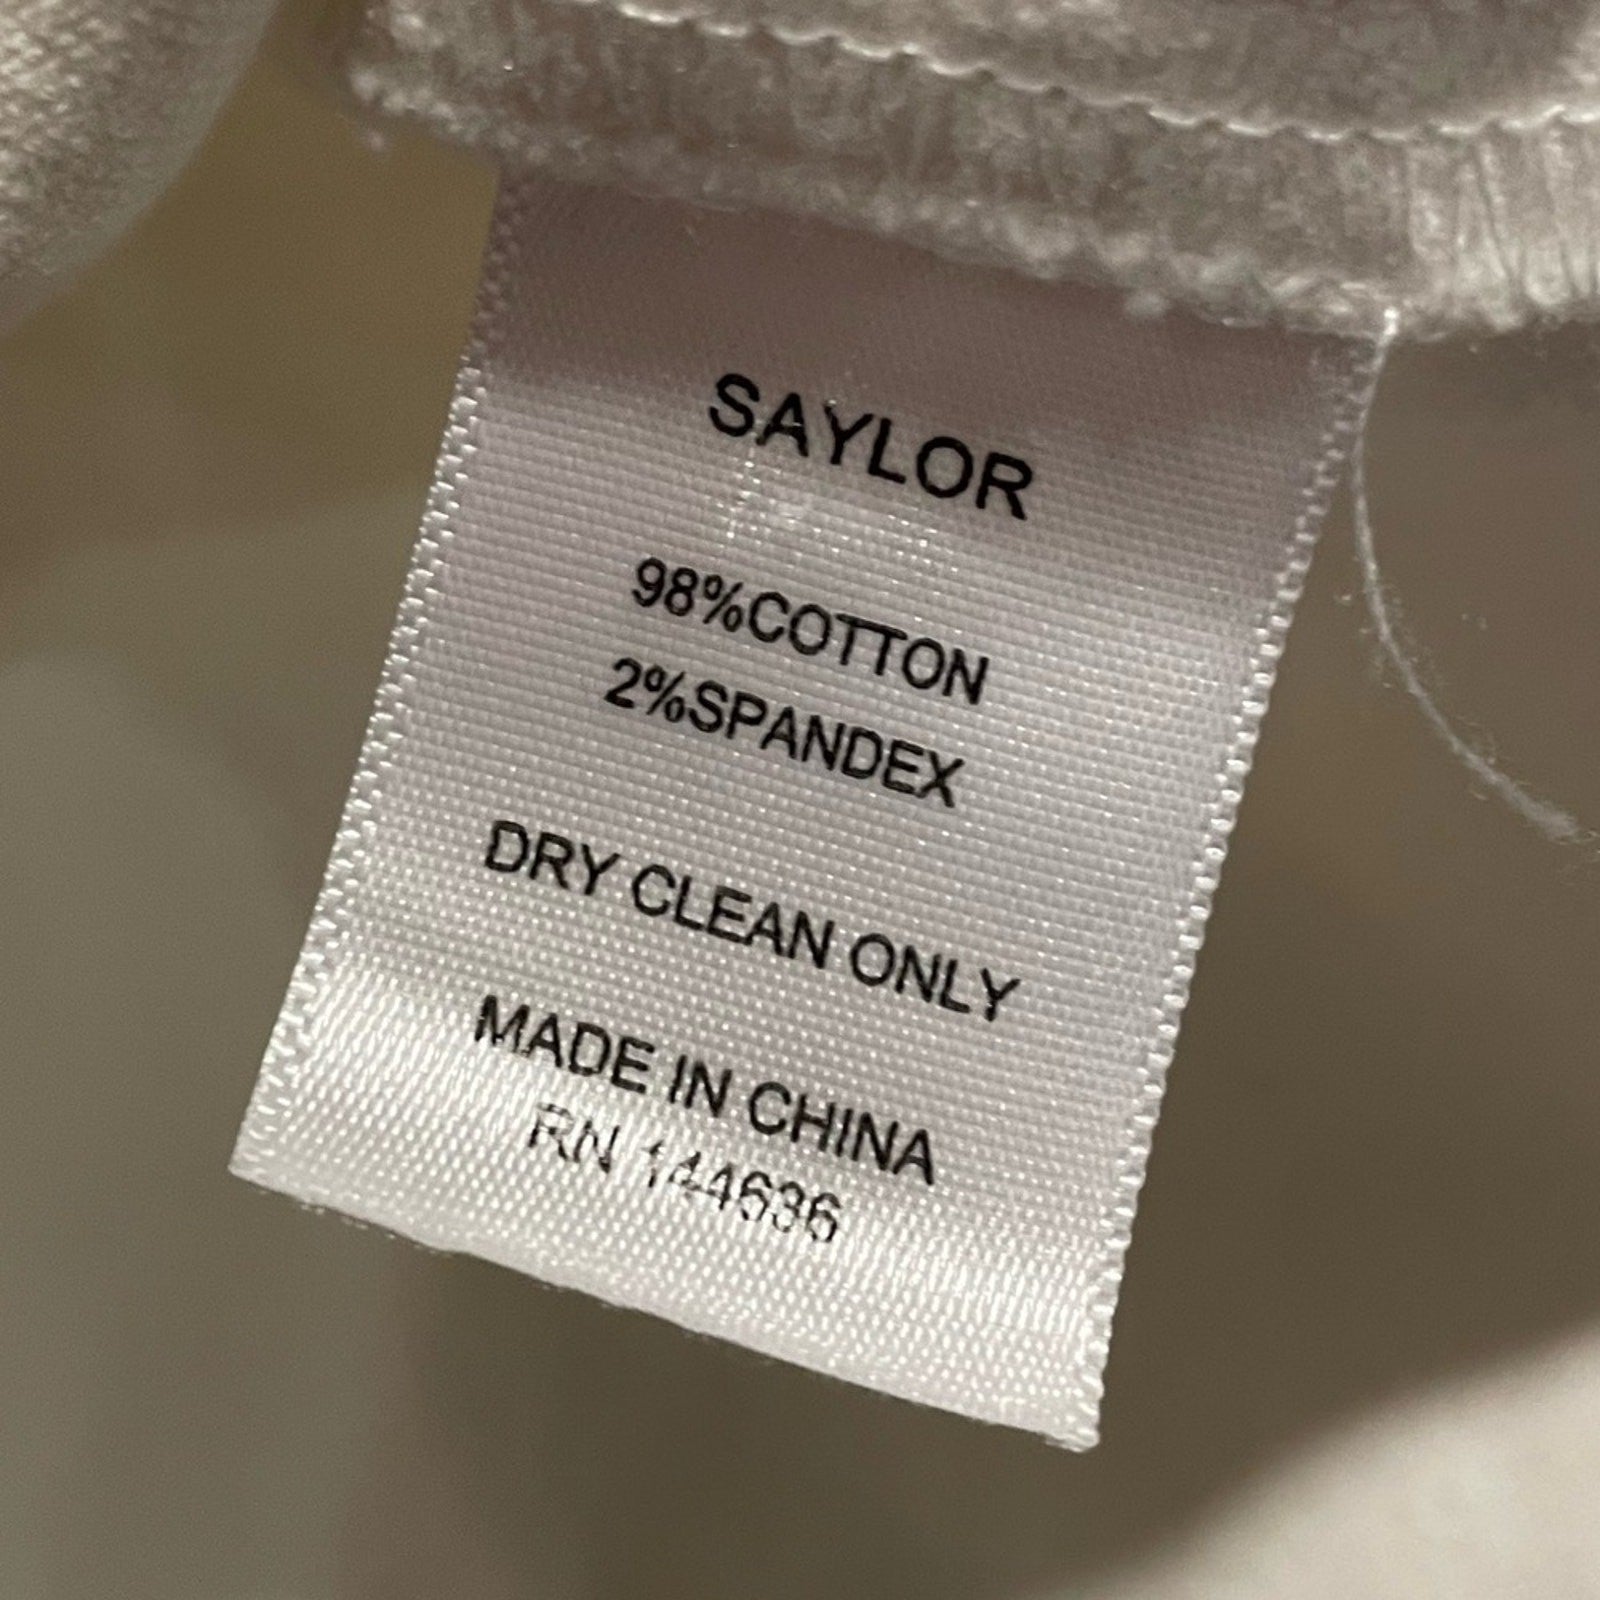 SAYLOR
98%COTTON
2%SPANDEX
DRY CLEAN ONLY
MADE IN CHINA
RN 144636